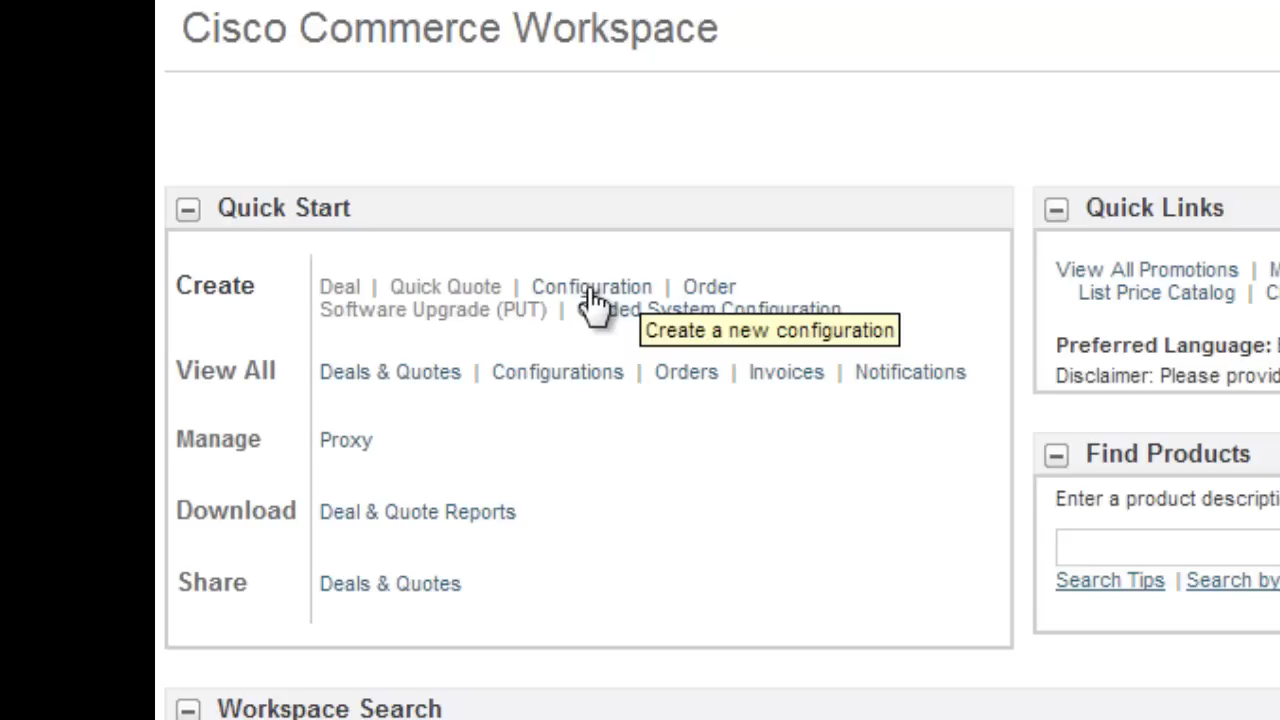 Cisco Commerce Workspace
Quick Start
Create
Deal | Quick Quote | Configuration | Order
Software Upgrade (PUT) | System Configuration
Create a new configuration
View All
Deals & Quotes | Configurations | Orders | Invoices | Notifications
Manage
Proxy
Download
Deal & Quote Reports
Share
Deals & Quotes
Quick Links
View All Promotions |
List Price Catalog |
Preferred Language:
Disclaimer: Please
Find Products
Enter a product
Search Tips | Search by
Workspace Search